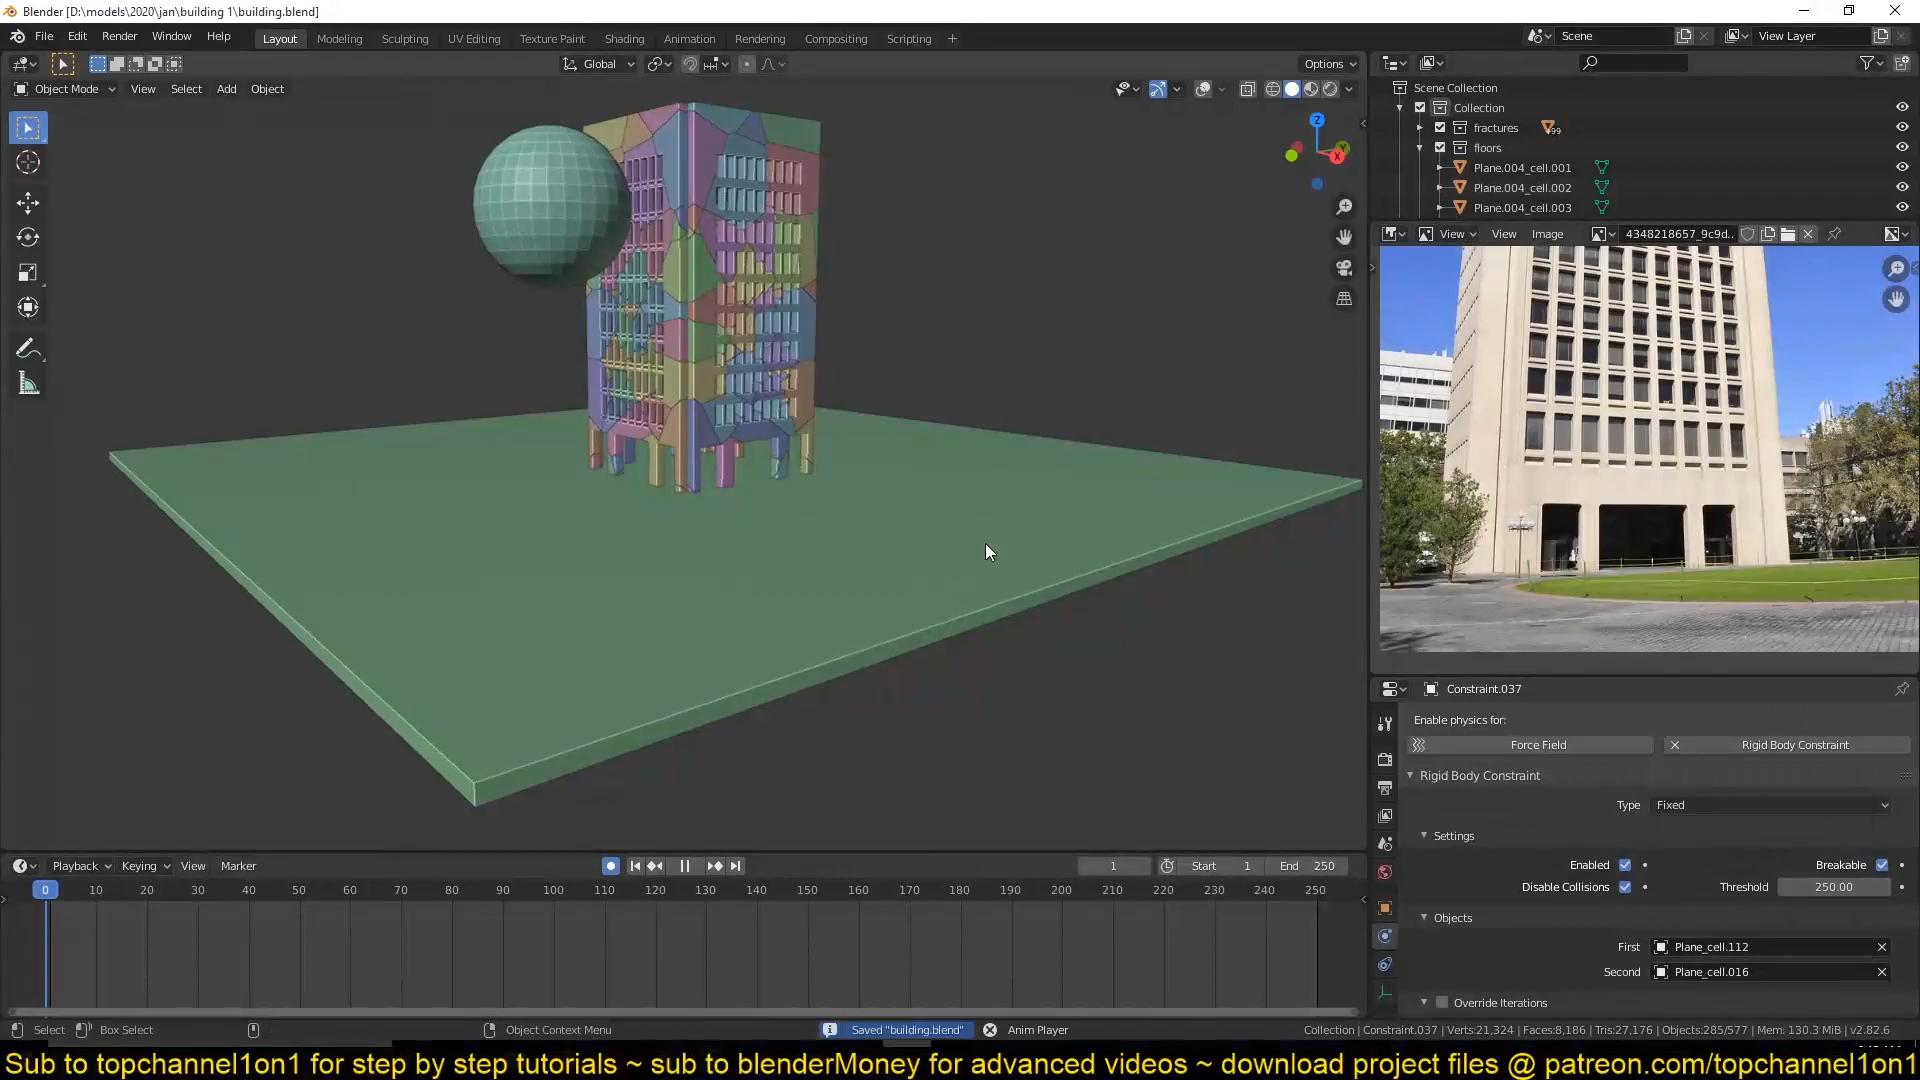 Blender [D:\models\2020\jan\building 1\building.blend]
File Edit Render Window Help
Layout Modeling Sculpting UV Editing Texture Paint Shading Animation Rendering Compositing Scripting +
Scene
View Layer
Global
Options
Object Mode View Select Add Object
Scene Collection
Collection
fractures
99
floors
Plane.004_cell.001
Plane.004_cell.002
Plane.004_cell.003
Z
X
View View Image 4348218657_9c9d..
Constraint.037
Enable physics for:
Force Field
Rigid Body Constraint
Rigid Body Constraint
Type Fixed
Settings
Enabled
Breakable
Disable Collisions
Threshold 250.00
Objects
First Plane_cell.112
Second Plane_cell.016
Override Iterations
Playback Keying View Marker
1
Start 1
End 250
0 10 20 30 40 50 60 70 80 90 100 110 120 130 140 150 160 170 180 190 200 210 220 230 240 250
Select
Box Select
Object Context Menu
Saved "building.blend"
Anim Player
Collection | Constraint.037 | Verts:21,324 | Faces:8,186 | Tris:27,176 | Objects:285/577 | Mem: 130.3 MiB | v2.82.6
Sub to topchannel1on1 for step by step tutorials ~ sub to blenderMoney for advanced videos ~ download project files @ patreon.com/topchannel1on1